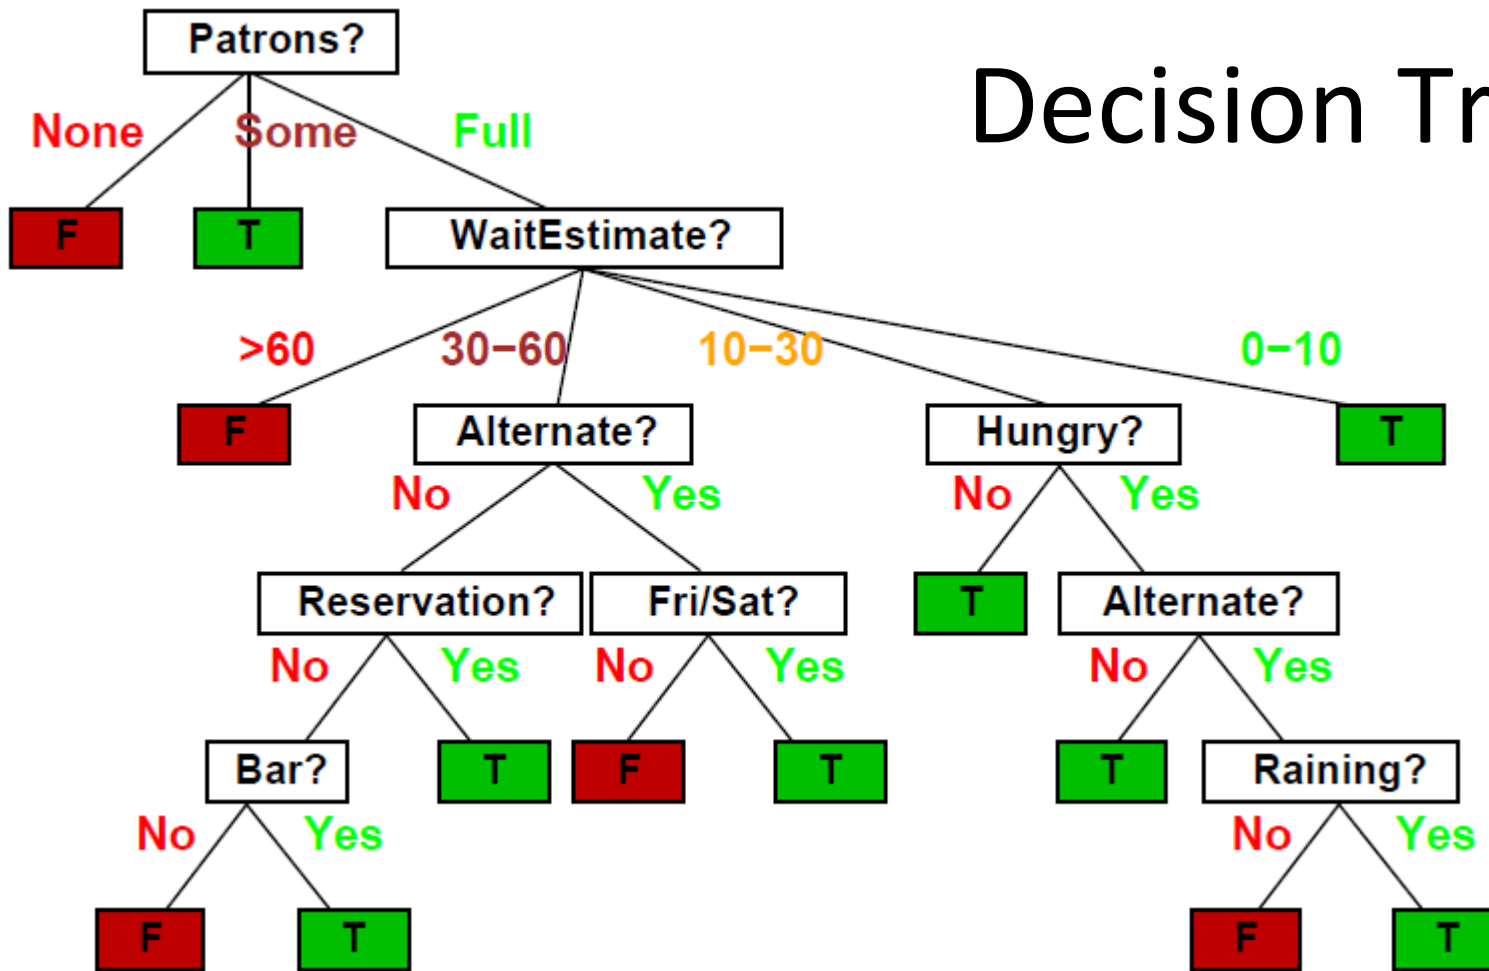 Patrons?
Decision Tr
None Some Full
F T WaitEstimate?
>60 30−60 10−30 0−10
F Alternate? Hungry? T
No Yes No Yes
Reservation? Fri/Sat? T Alternate?
No Yes No Yes No Yes
Bar? T F T T Raining?
No Yes No Yes
F T F T